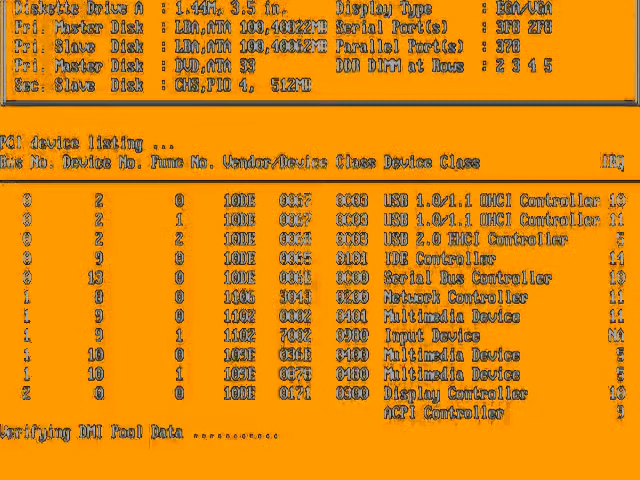 Diskette Drive A : 1.44M, 3.5 in. Display Type : EGA/VGA
Pri. Master Disk : LBA,ATA 100, Serial Port(s) : 3F8 2F8
Pri. Slave Disk : LBA,ATA 100, Parallel Port(s) : 378
Pri. Master Disk : DVD,ATA 33 DDR DIMM at Rows : 2 3 4 5
Sec. Slave Disk : CHS,PIO 4, 512MB
PCI device listing ...
Bus No. Device No. Func No. Vendor/Device Class Device Class IRQ
0 2 0 10DE 0067 0C03 USB 1.0/1.1 OHCI Controller
0 2 1 10DE 0067 0C03 USB 1.0/1.1 OHCI Controller 11
0 2 2 10DE 0068 0C03 USB 2.0 EHCI Controller 5
0 9 0 10DE 0065 0101 IDE Controller 14
0 13 0 10DE 0C00 Serial Bus Controller
1 8 0 1106 3043 0200 Network Controller 11
1 9 0 1102 0002 0401 Multimedia Device 11
1 9 1 1102 7002 0980 Input Device NA
1 10 0 109E 036E 0400 Multimedia Device 5
1 10 1 109E 0878 0480 Multimedia Device 5
2 0 0 10DE 0171 0300 Display Controller
ACPI Controller 9
Verifying DMI Pool Data ...........